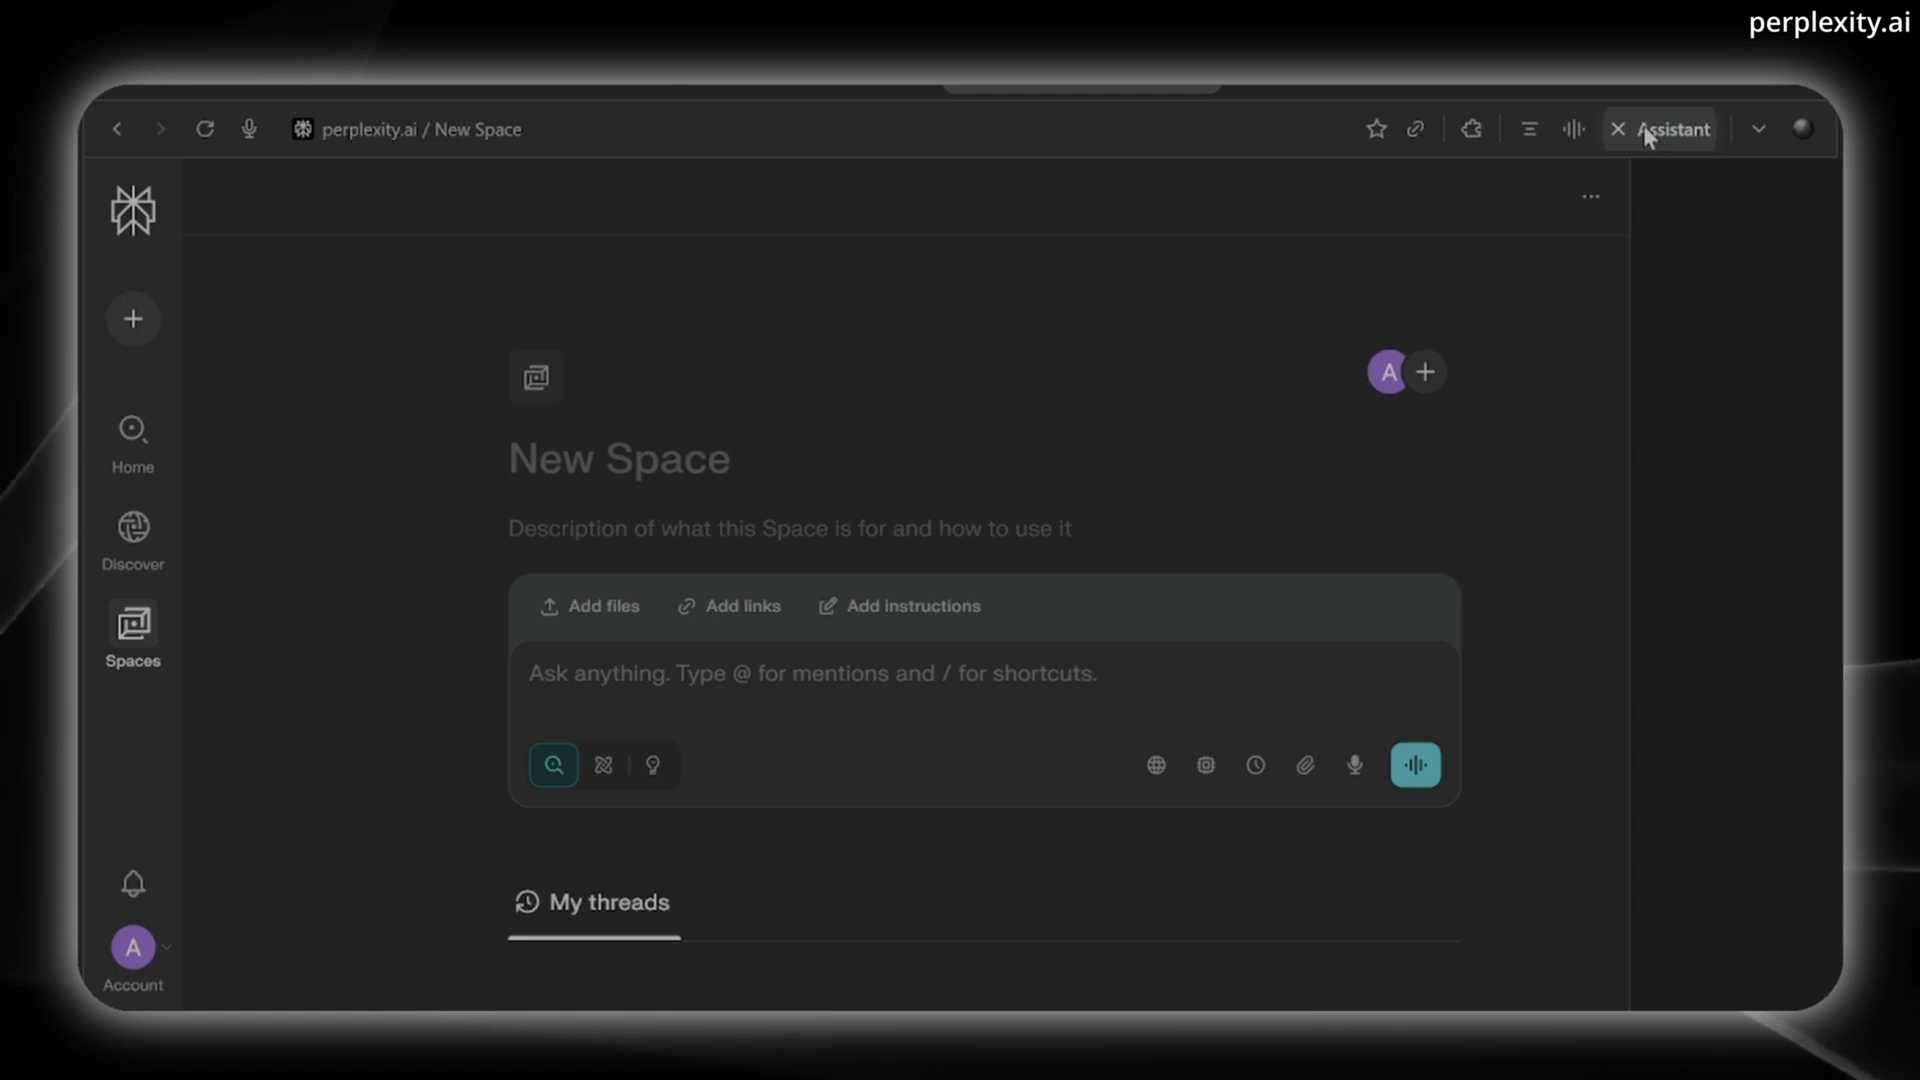 perplexity.ai
perplexity.ai / New Space
Assistant
Home
Discover
Spaces
A
Account
A
New Space
Description of what this Space is for and how to use it
Add files Add links Add instructions
Ask anything. Type @ for mentions and / for shortcuts.
My threads